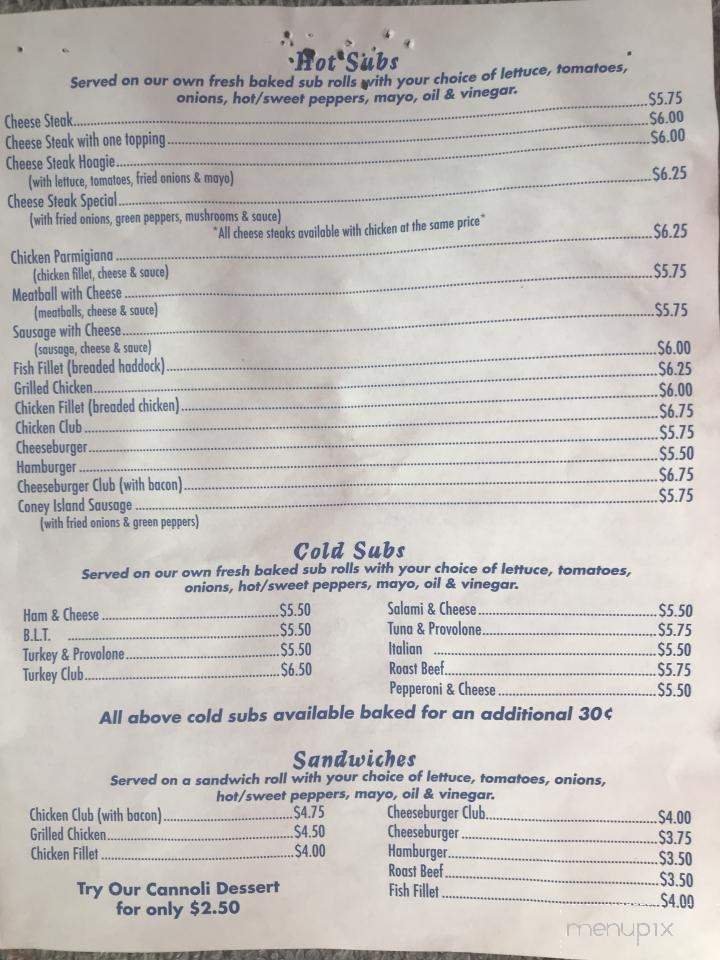 Hot Subs
Served on our own fresh baked sub rolls with your choice of lettuce, tomatoes,
onions, hot/sweet peppers, mayo, oil & vinegar.
Cheese Steak $5.75
Cheese Steak with one topping $6.00
Cheese Steak Hoagie $6.00
(with lettuce, tomatoes, fried onions & mayo)
Cheese Steak Special $6.25
(with fried onions, green peppers, mushrooms & sauce)
*All cheese steaks available with chicken at the same price*
Chicken Parmigiana $6.25
(chicken fillet, cheese & sauce)
Meatball with Cheese $5.75
(meatballs, cheese & sauce)
Sausage with Cheese $5.75
(sausage, cheese & sauce)
Fish Fillet (breaded haddock) $6.00
Grilled Chicken $6.25
Chicken Fillet (breaded chicken) $6.00
Chicken Club $6.75
Cheeseburger $5.75
Hamburger $5.50
Cheeseburger Club (with bacon) $6.75
Coney Island Sausage $5.75
(with fried onions & green peppers)
Cold Subs
Served on our own fresh baked sub rolls with your choice of lettuce, tomatoes,
onions, hot/sweet peppers, mayo, oil & vinegar.
Ham & Cheese $5.50
B.L.T. $5.50
Turkey & Provolone $5.50
Turkey Club $6.50
Salami & Cheese $5.50
Tuna & Provolone $5.75
Italian $5.50
Roast Beef $5.75
Pepperoni & Cheese $5.50
All above cold subs available baked for an additional 30¢
Sandwiches
Served on a sandwich roll with your choice of lettuce, tomatoes, onions,
hot/sweet peppers, mayo, oil & vinegar.
Chicken Club (with bacon) $4.75
Grilled Chicken $4.50
Chicken Fillet $4.00
Cheeseburger Club $4.00
Cheeseburger $3.75
Hamburger $3.50
Roast Beef $3.50
Fish Fillet $4.00
Try Our Cannoli Dessert
for only $2.50
menupix